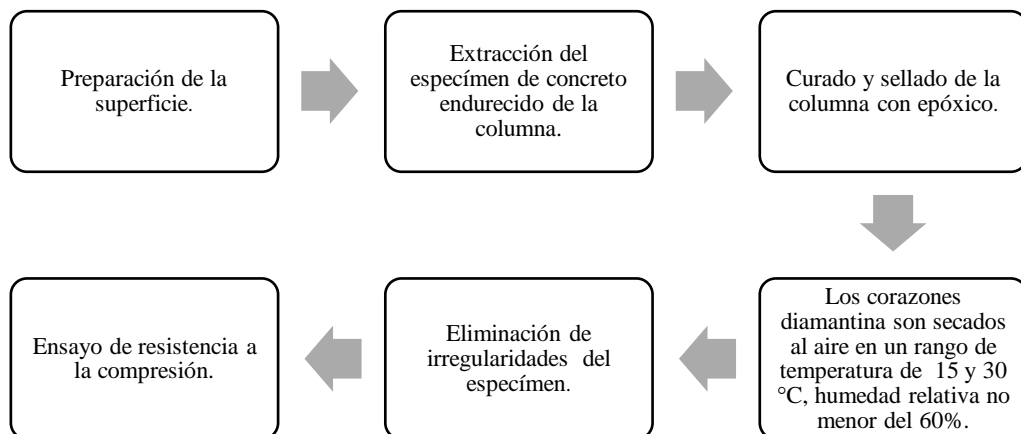 Preparación de la
superficie.
Extracción del
espécímen de concreto
endurecido de la
columna.
Curado y sellado de la
columna con epóxico.
Los corazones
diamantina son secados
al aire en un rango de
temperatura de 15 y 30
°C, humedad relativa no
menor del 60%.
Eliminación de
irregularidades del
espécímen.
Ensayo de resistencia a
la compresión.